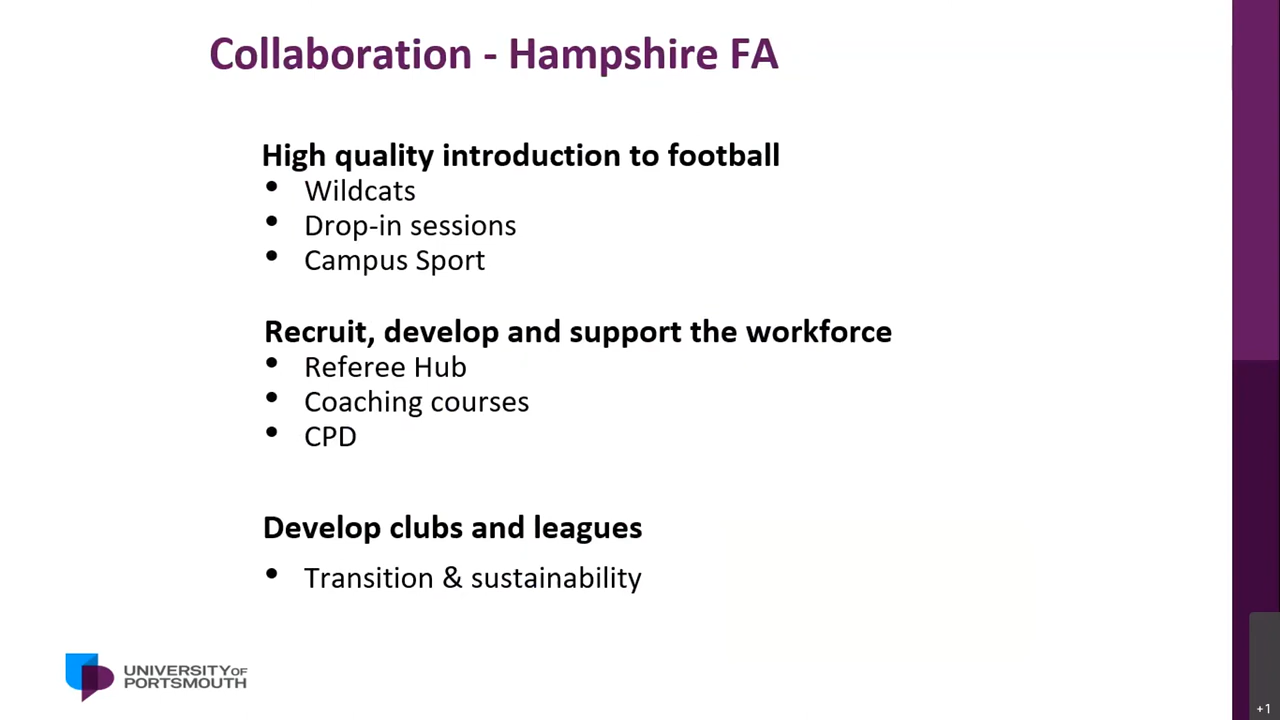 Collaboration - Hampshire FA
High quality introduction to football
• Wildcats
• Drop-in sessions
• Campus Sport
Recruit, develop and support the workforce
• Referee Hub
• Coaching courses
• CPD
Develop clubs and leagues
• Transition & sustainability
UNIVERSITY OF
PORTSMOUTH
+1